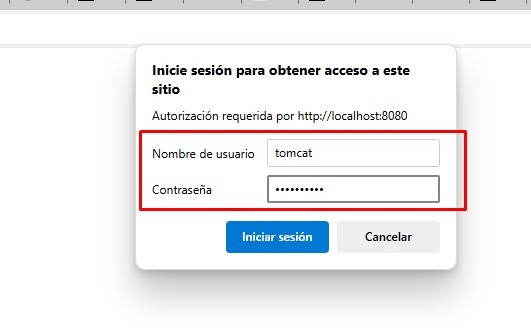 Inicie sesión para obtener acceso a este
sitio
Autorización requerida por http://localhost:8080
Nombre de usuario
tomcat
Contraseña
••••••••••
Iniciar sesión
Cancelar